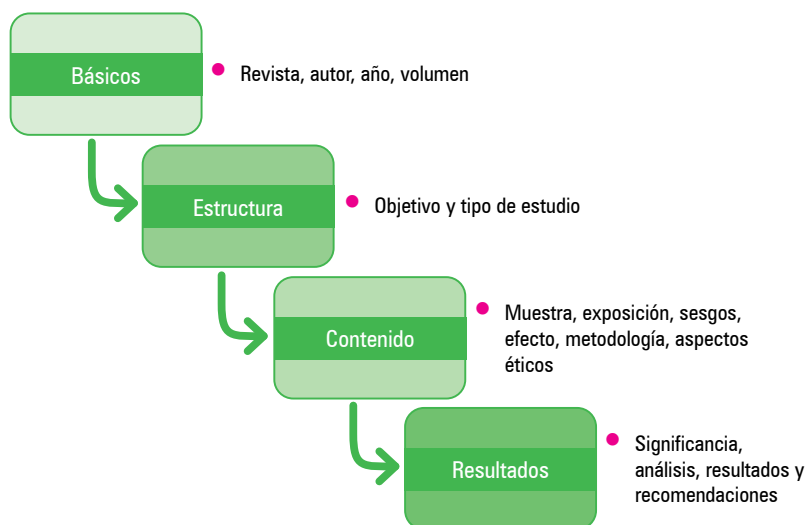 Básicos
Revista, autor, año, volumen
Estructura
Objetivo y tipo de estudio
Contenido
Muestra, exposición, sesgos,
efecto, metodología, aspectos
éticos
Resultados
Significancia,
análisis, resultados y
recomendaciones